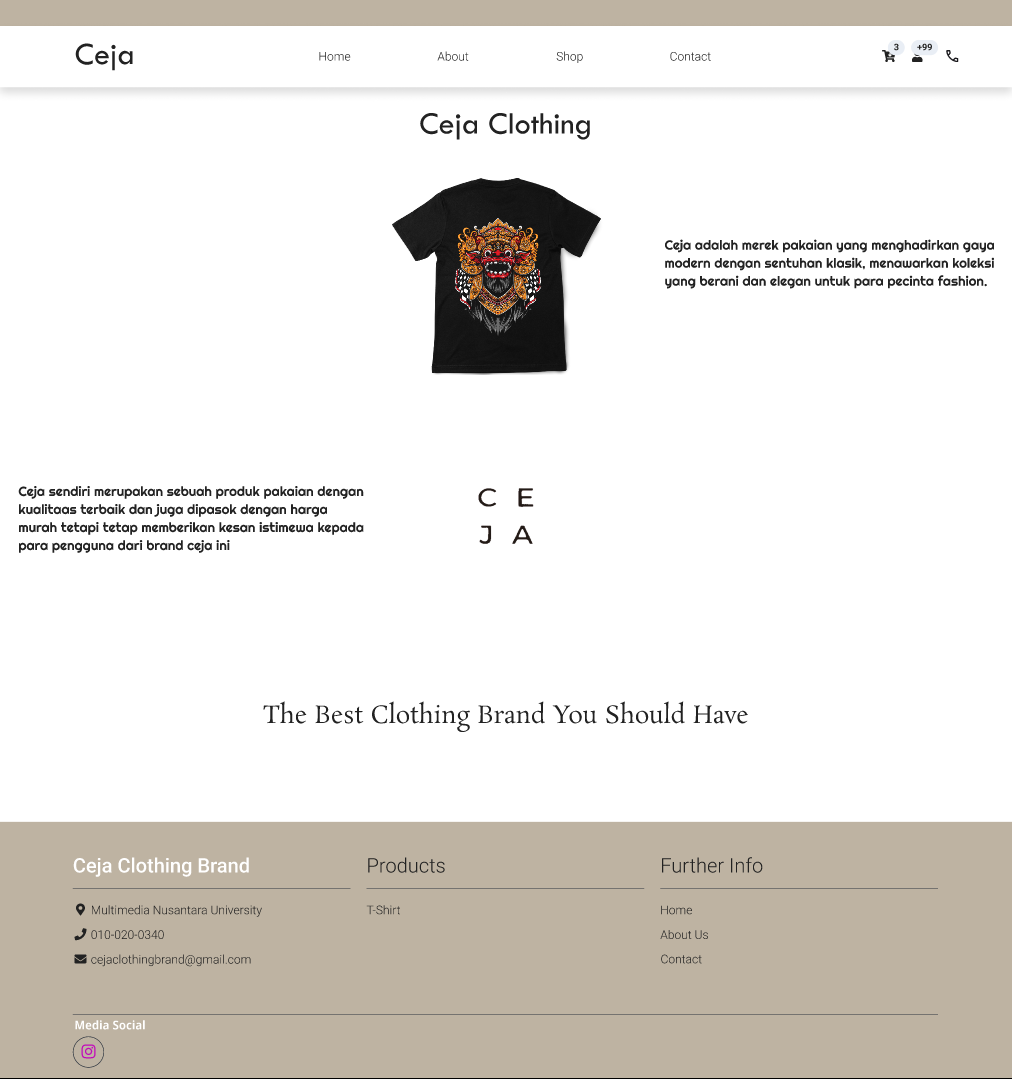 Ceja
Home
About
Shop
Contact
3
+99
Ceja Clothing
Ceja adalah merek pakaian yang menghadirkan gaya
modern dengan sentuhan klasik, menawarkan koleksi
yang berani dan elegan untuk para pecinta fashion.
Ceja sendiri merupakan sebuah produk pakaian dengan
kualitaas terbaik dan juga dipasok dengan harga
murah tetapi tetap memberikan kesan istimewa kepada
para pengguna dari brand ceja ini
C E
J A
The Best Clothing Brand You Should Have
Ceja Clothing Brand
Multimedia Nusantara University
010-020-0340
cejaclothingbrand@gmail.com
Products
T-Shirt
Further Info
Home
About Us
Contact
Media Social